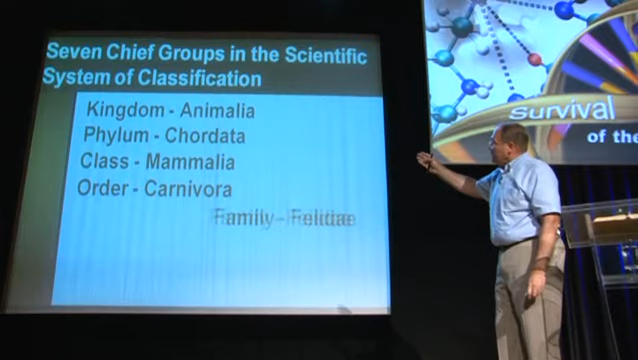 Seven Chief Groups in the Scientific
System of Classification
Kingdom - Animalia
Phylum - Chordata
Class - Mammalia
Order - Carnivora
Family - Felidae
Survival
of the